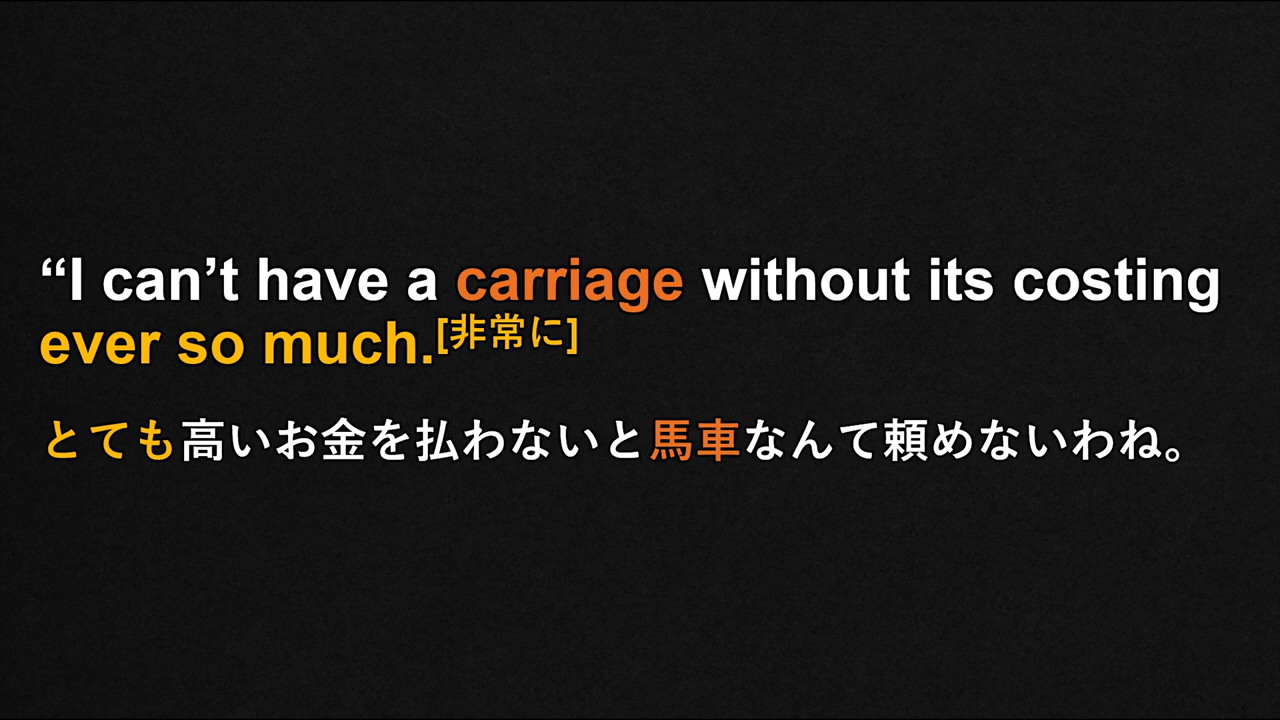 “I can’t have a carriage without its costing
ever so much.[非常に]
とても高いお金を払わないと馬車なんて頼めないわね。